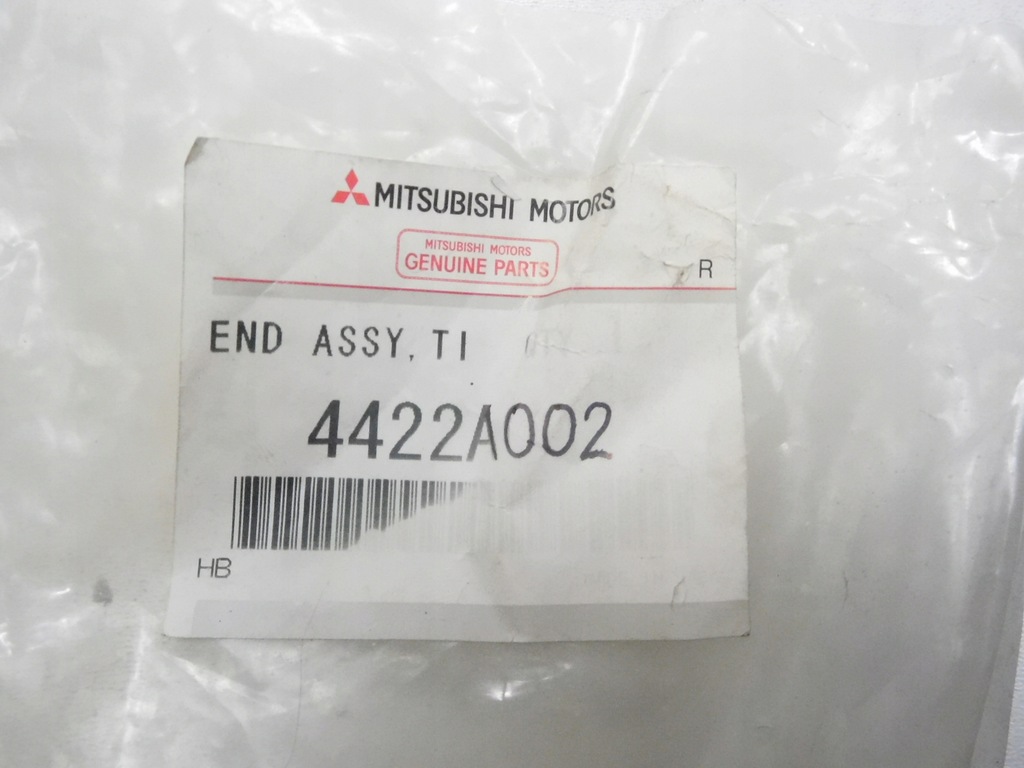 MITSUBISHI MOTORS
MITSUBISHI MOTORS
GENUINE PARTS
R
END ASSY, TI
4422A002
HB